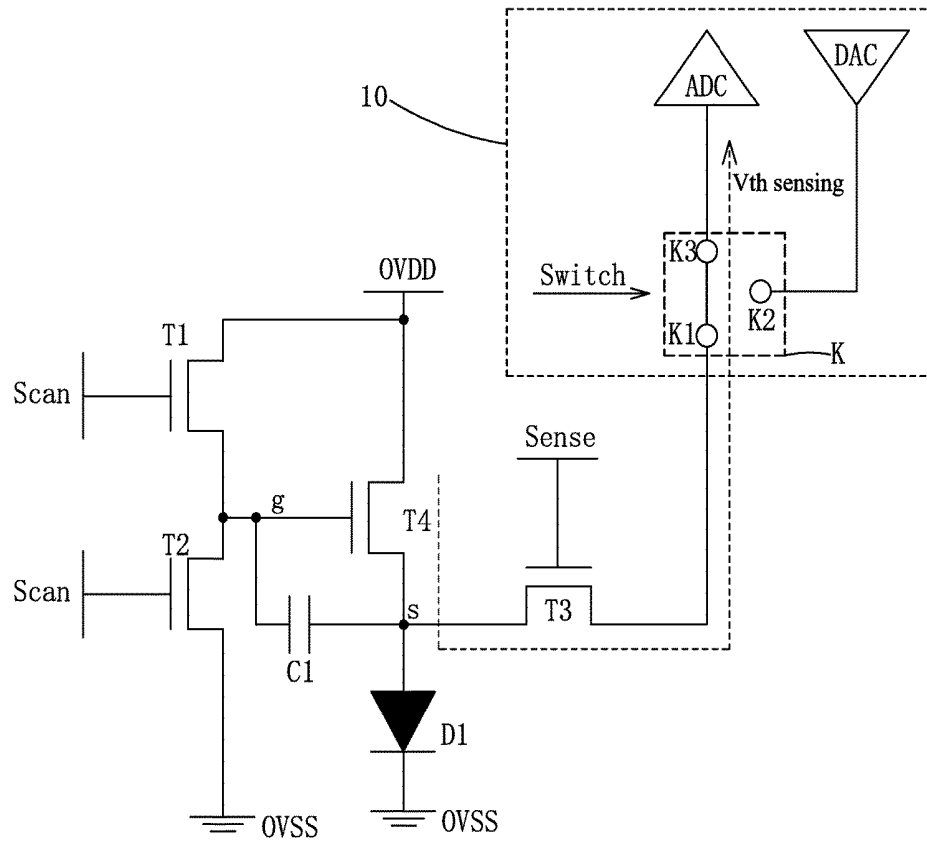 DAC
ADC
10
Vth sensing
K3
Switch
K2
K1
K
OVDD
T1
Scan
Sense
g
T4
T2
Scan
s
T3
C1
D1
OVSS
OVSS